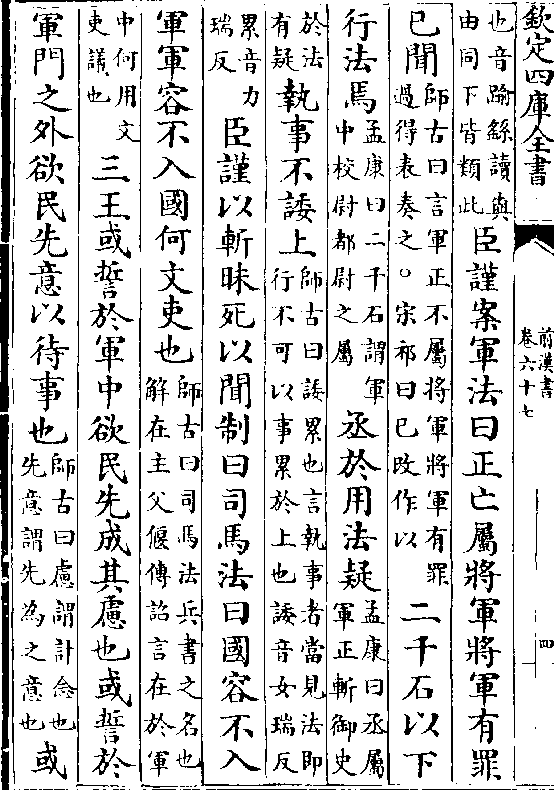 欽定四庫全書
前漢書
卷六十七
四
也音踰繇讀與
由同下皆類此
臣謹案軍法曰正亡屬將軍將軍有罪
已聞
師古曰言軍正不屬將軍將軍有罪
過得表奏之○宋祁曰已改作以
二千石以下
行法焉
孟康曰二千石謂軍
中校尉都尉之屬
丞於用法疑
孟康曰丞屬
軍正斬御史
於法
有疑
執事不諉上
師古曰諉累也言執事者當見法即
行不可以事累於上也諉音女瑞反
累音力
瑞反
臣謹以斬昧死以聞制曰司馬法曰國容不入
軍軍容不入國何文吏也
師古曰司馬法兵書之名也
解在主父偃傳詔言在於軍
中何用文
吏議也
三王或誓於軍中欲民先成其慮也或誓於
軍門之外欲民先意以待事也
師古曰慮謂計念也
先意謂先為之意也
或